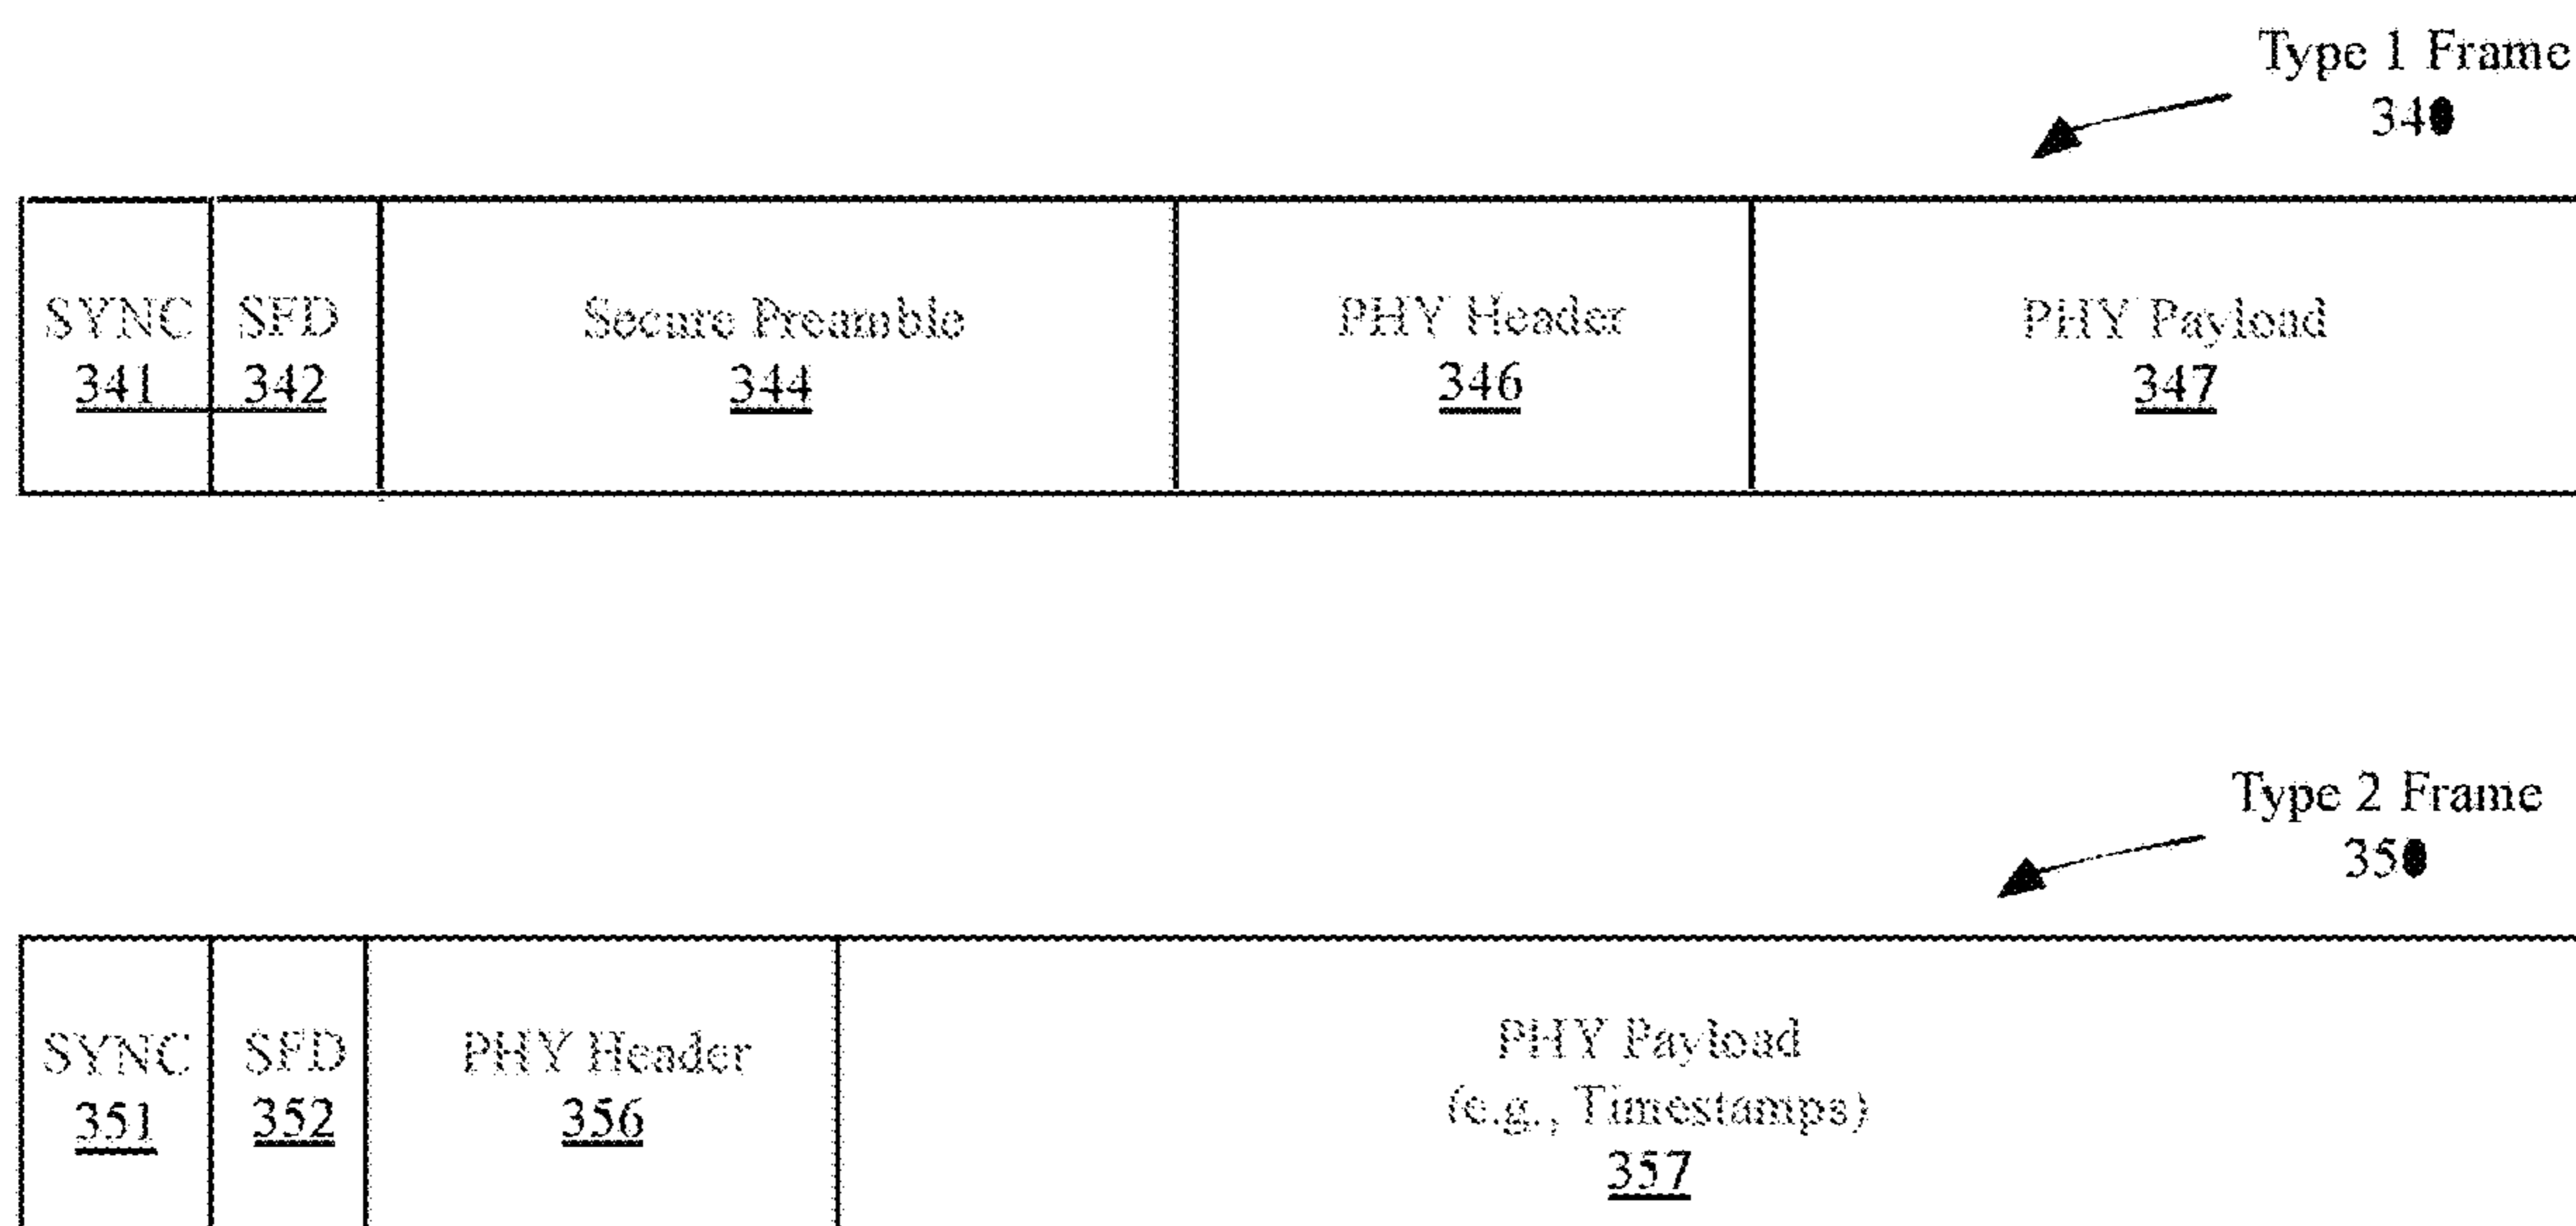 Type 1 Frame
340
SYNC
341
SFD
342
Secure Preamble
344
PHY Header
346
PHY Payload
347
Type 2 Frame
350
SYNC
351
SFD
352
PHY Header
356
PHY Payload
(e.g., Timestamps)
357